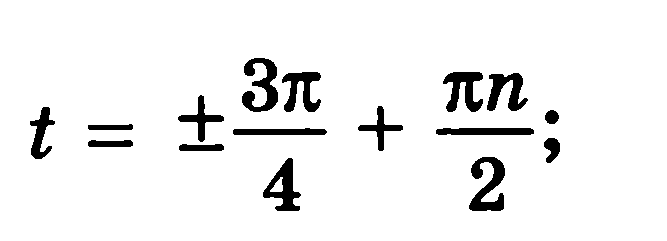 t = ±3π/4 + πn/2;